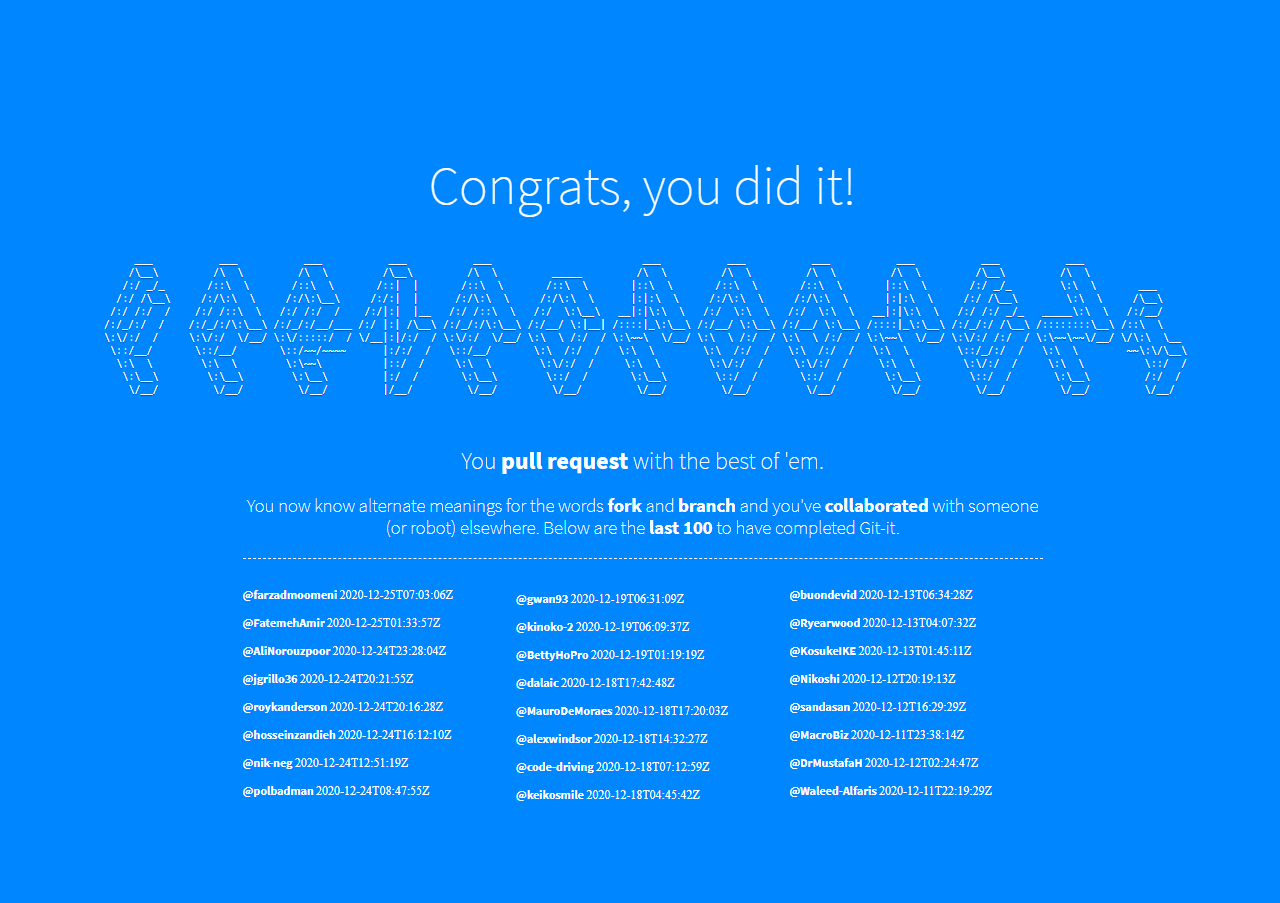 Congrats, you did it!
farzadmoomeni
You pull request with the best of 'em.
You now know alternate meanings for the words fork and branch and you've collaborated with someone
(or robot) elsewhere. Below are the last 100 to have completed Git-it.
@farzadmoomeni 2020-12-25T07:03:06Z
@FatemehAmir 2020-12-25T01:33:57Z
@AliNorouzpoor 2020-12-24T23:28:04Z
@jgrillo36 2020-12-24T20:21:55Z
@roykanderson 2020-12-24T20:16:28Z
@hosseinzandieh 2020-12-24T16:12:10Z
@nik-neg 2020-12-24T12:51:19Z
@polbadman 2020-12-24T08:47:55Z
@gwan93 2020-12-19T06:31:09Z
@kinoko-2 2020-12-19T06:09:37Z
@BettyHoPro 2020-12-19T01:19:19Z
@dalaic 2020-12-18T17:42:48Z
@MauroDeMoraes 2020-12-18T17:20:03Z
@alexwindsor 2020-12-18T14:32:27Z
@code-driving 2020-12-18T07:12:59Z
@keikosmile 2020-12-18T04:45:42Z
@buondevid 2020-12-13T06:34:28Z
@Ryearwood 2020-12-13T04:07:32Z
@KosukeIKE 2020-12-13T01:45:11Z
@Nikoshi 2020-12-12T20:19:13Z
@sandasan 2020-12-12T16:29:29Z
@MacroBiz 2020-12-11T23:38:14Z
@DrMustafaH 2020-12-12T02:24:47Z
@Waleed-Alfaris 2020-12-11T22:19:29Z